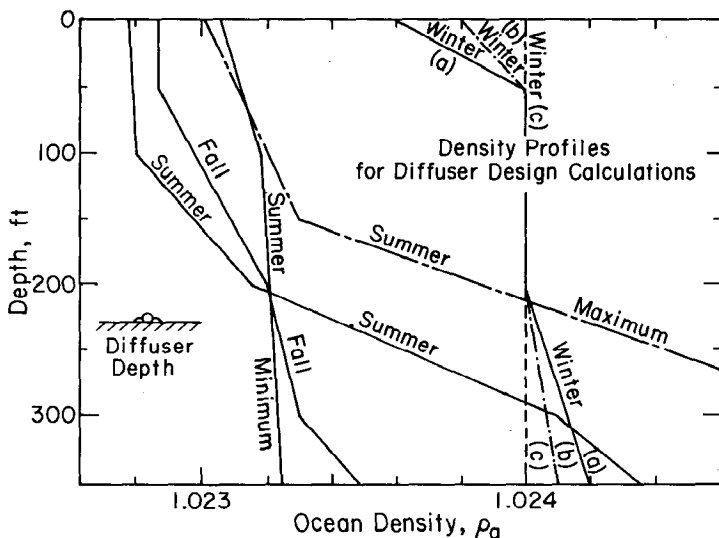 0
100
200
300
Depth, ft
1.023
1.024
Ocean Density, ρa
Winter
(a)
Winter
(b)
Winter
(c)
Density Profiles
for Diffuser Design Calculations
Fall
Summer
Summer
Summer
Maximum
Summer
Fall
Minimum
Winter
(c)
(b)
(a)
Diffuser
Depth